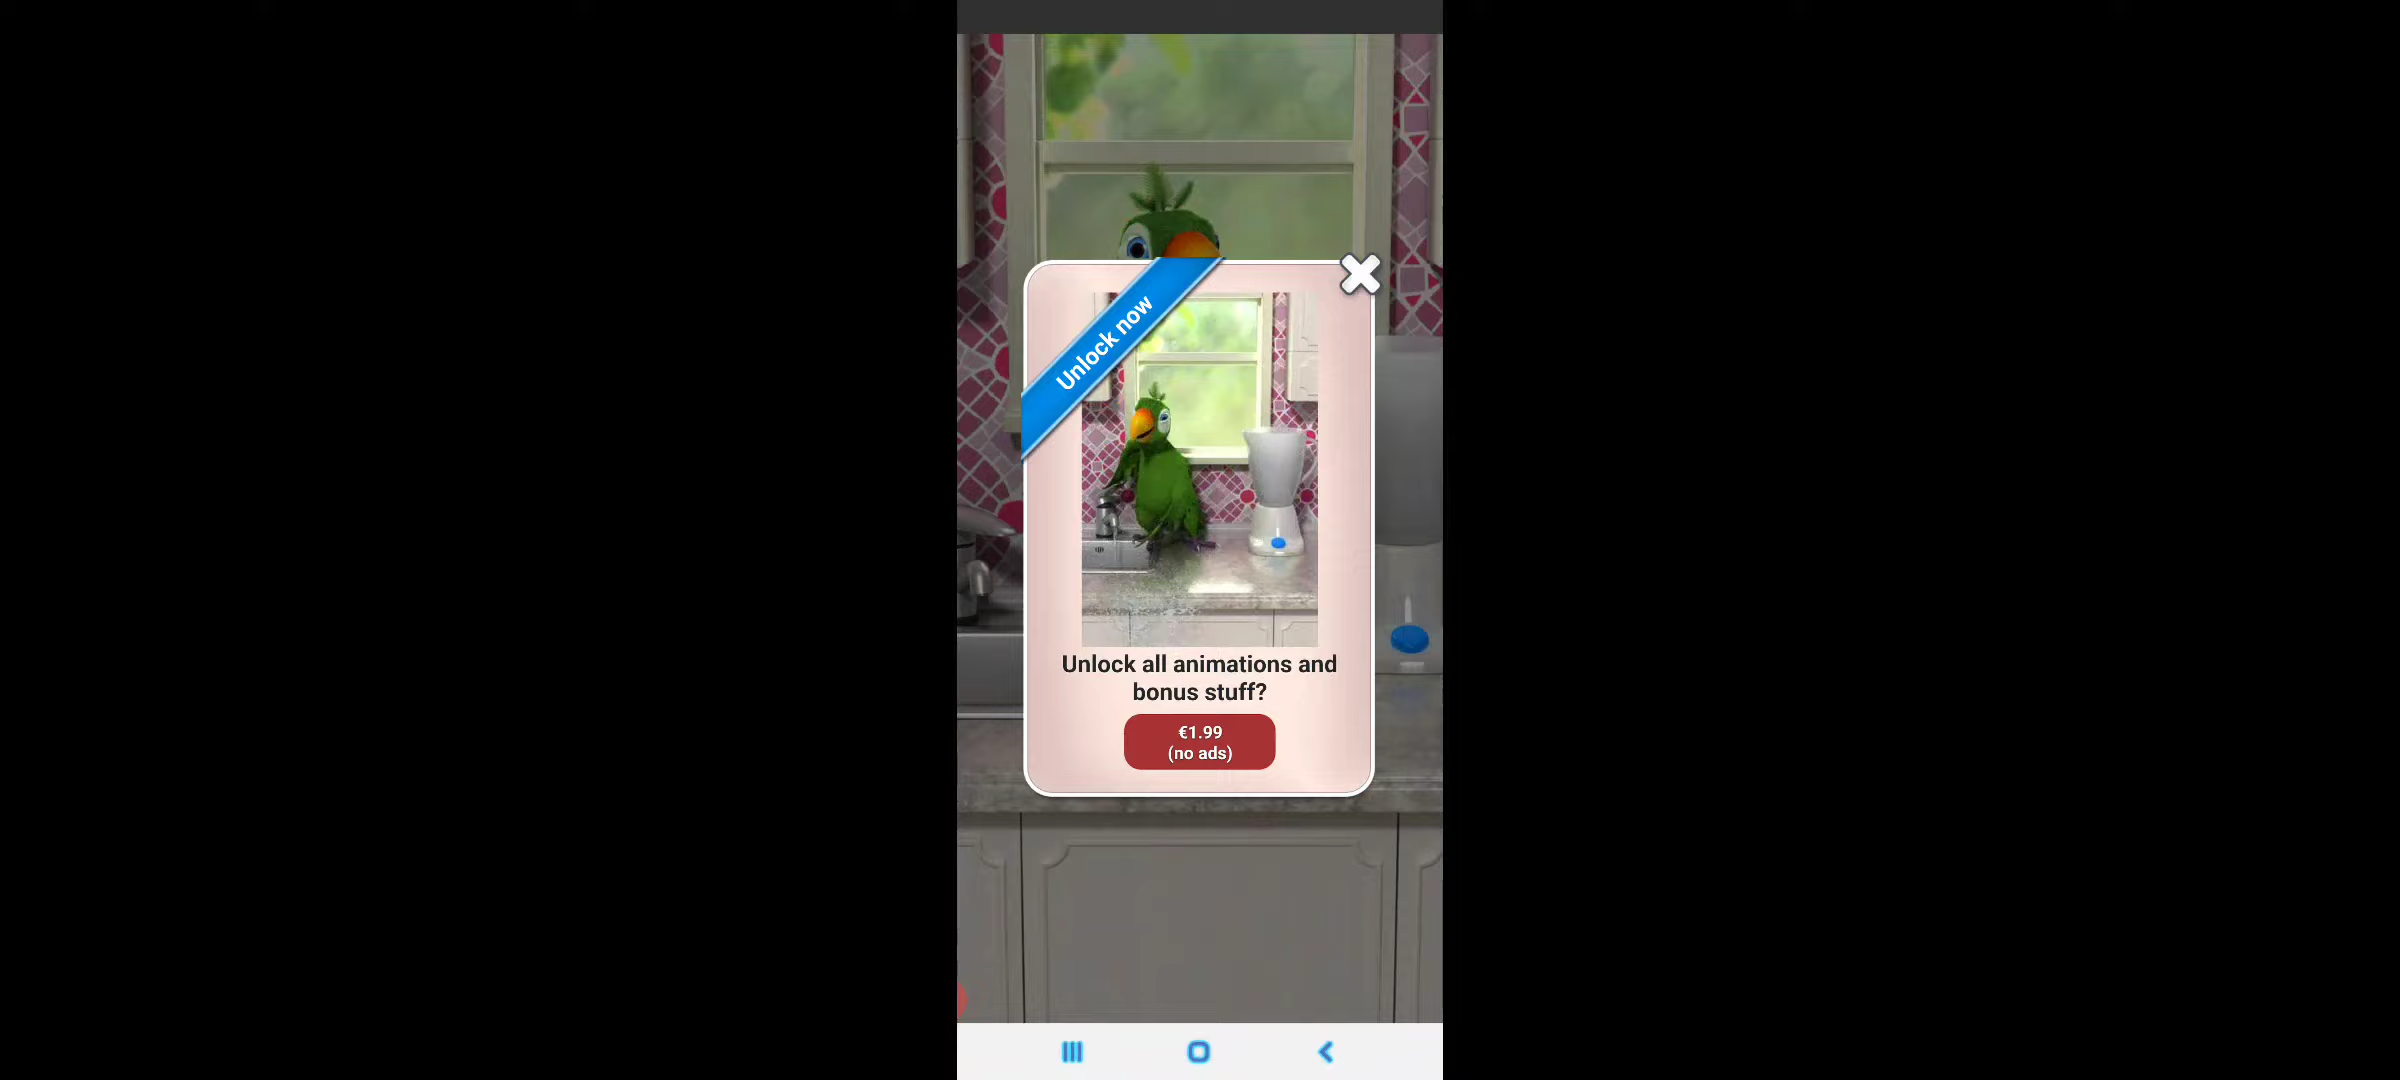 Unlock now
Unlock all animations and
bonus stuff?
€1.99
(no ads)